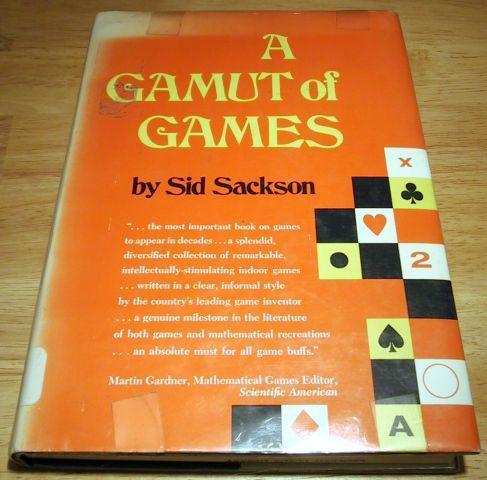 A
GAMUT of
GAMES
by Sid Sackson
". . . the most important book on games
to appear in decades . . . a splendid,
diversified collection of remarkable,
intellectually-stimulating indoor games
. . . written in a clear, informal style
by the country's leading game inventor
. . . a genuine milestone in the literature
of both games and mathematical recreations
. . . an absolute must for all game buffs."
Martin Gardner, Mathematical Games Editor,
Scientific American
X
2
A